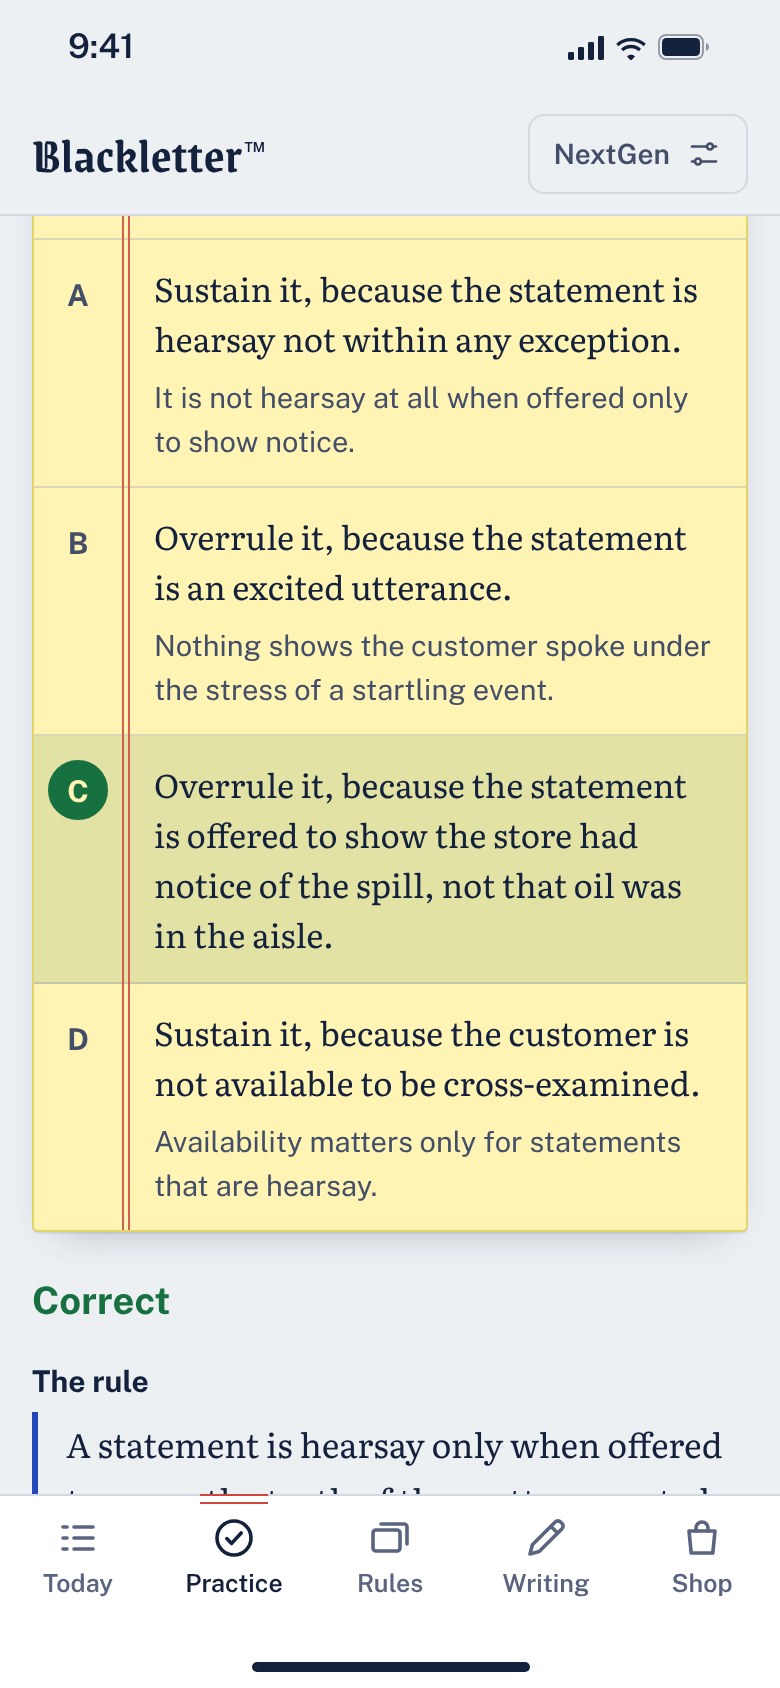 9:41
Blackletter™
NextGen
A
Sustain it, because the statement is
hearsay not within any exception.
It is not hearsay at all when offered only
to show notice.
B
Overrule it, because the statement
is an excited utterance.
Nothing shows the customer spoke under
the stress of a startling event.
C
Overrule it, because the statement
is offered to show the store had
notice of the spill, not that oil was
in the aisle.
D
Sustain it, because the customer is
not available to be cross-examined.
Availability matters only for statements
that are hearsay.
Correct
The rule
A statement is hearsay only when offered
Today
Practice
Rules
Writing
Shop